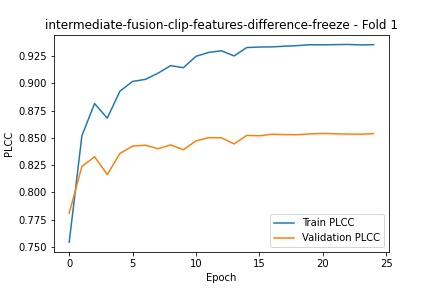 intermediate-fusion-clip-features-difference-freeze - Fold 1
PLCC
0.925
0.900
0.875
0.850
0.825
0.800
0.775
0.750
Train PLCC
Validation PLCC
0 5 10 15 20 25
Epoch